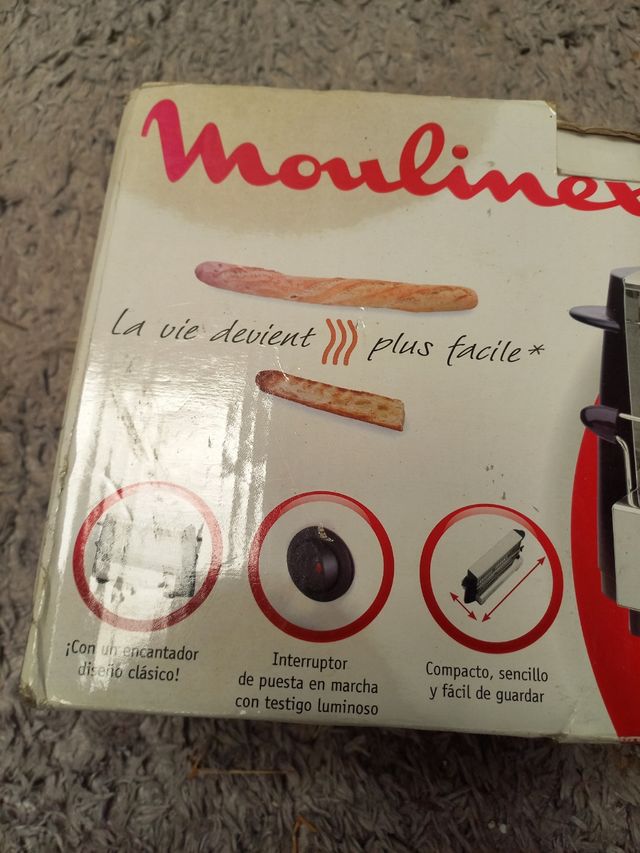 Moulinex
La vie devient plus facile*
¡Con un encantador
diseño clásico!
Interruptor
de puesta en marcha
con testigo luminoso
Compacto, sencillo
y fácil de guardar